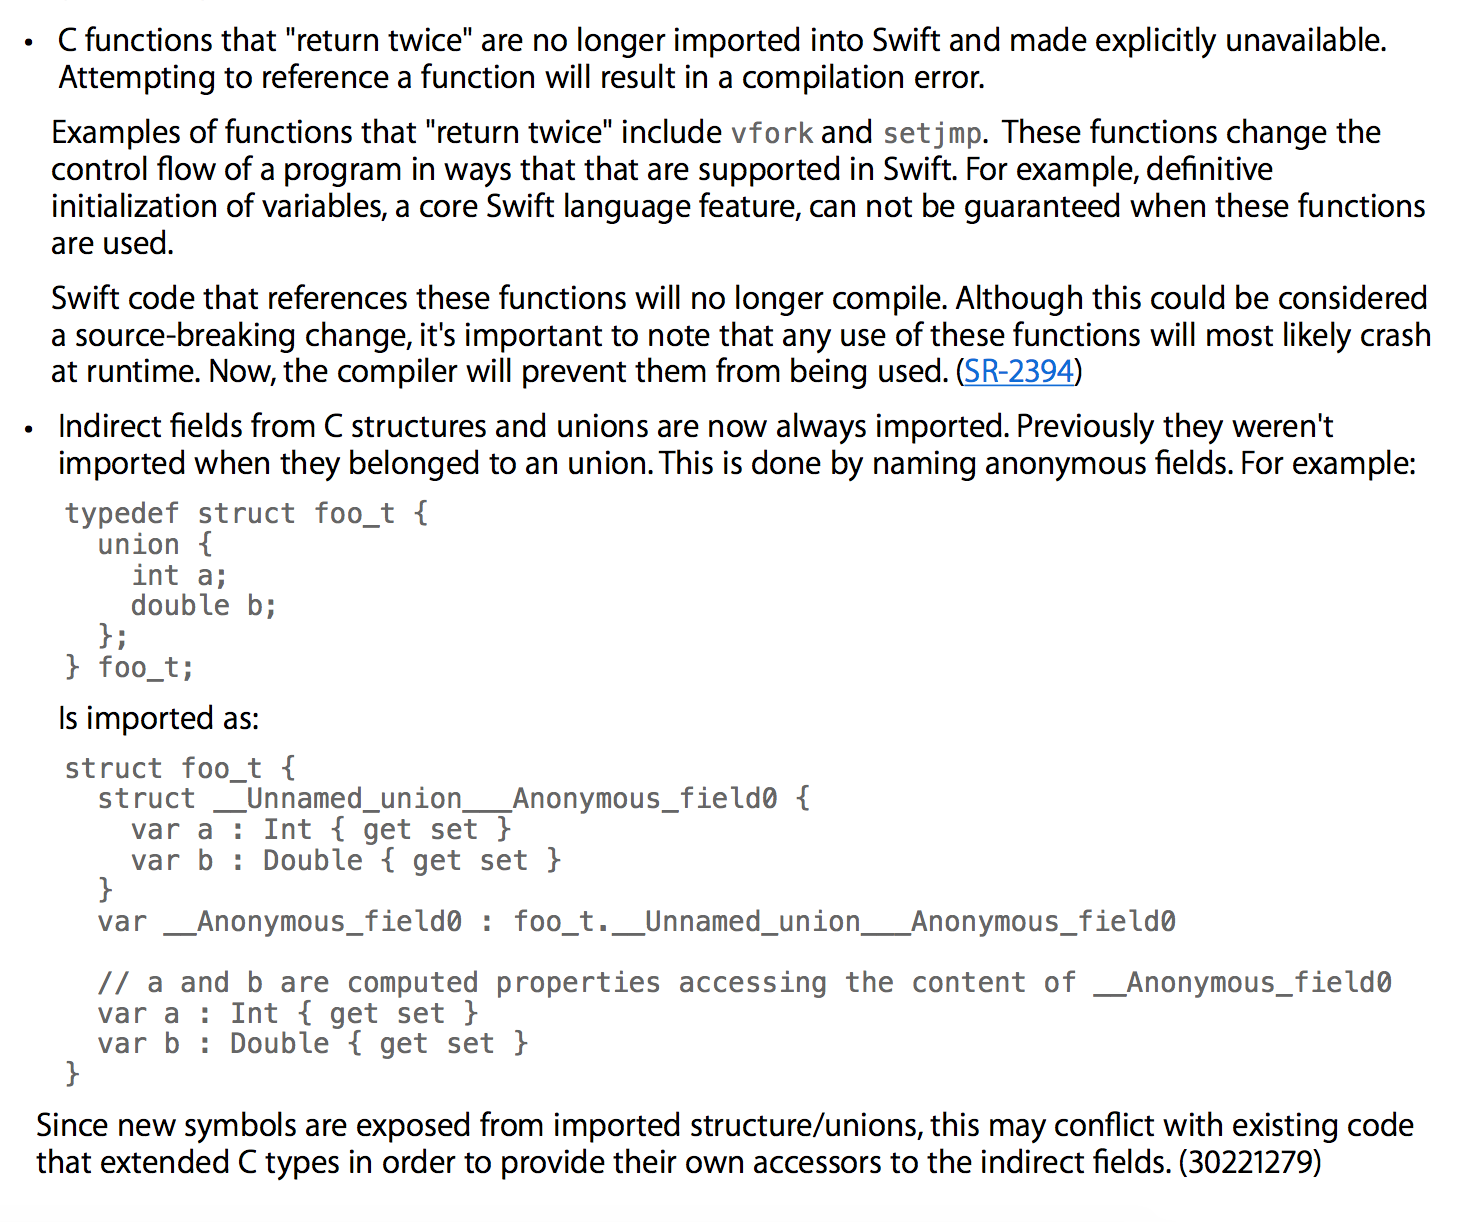 • C functions that "return twice" are no longer imported into Swift and made explicitly unavailable.
Attempting to reference a function will result in a compilation error.
Examples of functions that "return twice" include vfork and setjmp. These functions change the
control flow of a program in ways that that are supported in Swift. For example, definitive
initialization of variables, a core Swift language feature, can not be guaranteed when these functions
are used.
Swift code that references these functions will no longer compile. Although this could be considered
a source-breaking change, it's important to note that any use of these functions will most likely crash
at runtime. Now, the compiler will prevent them from being used. (SR-2394)
• Indirect fields from C structures and unions are now always imported. Previously they weren't
imported when they belonged to an union. This is done by naming anonymous fields. For example:
typedef struct foo_t {
  union {
    int a;
    double b;
  };
} foo_t;
Is imported as:
struct foo_t {
  struct __Unnamed_union___Anonymous_field0 {
    var a : Int { get set }
    var b : Double { get set }
  }
  var __Anonymous_field0 : foo_t.__Unnamed_union___Anonymous_field0
  // a and b are computed properties accessing the content of __Anonymous_field0
  var a : Int { get set }
  var b : Double { get set }
}
Since new symbols are exposed from imported structure/unions, this may conflict with existing code
that extended C types in order to provide their own accessors to the indirect fields. (30221279)